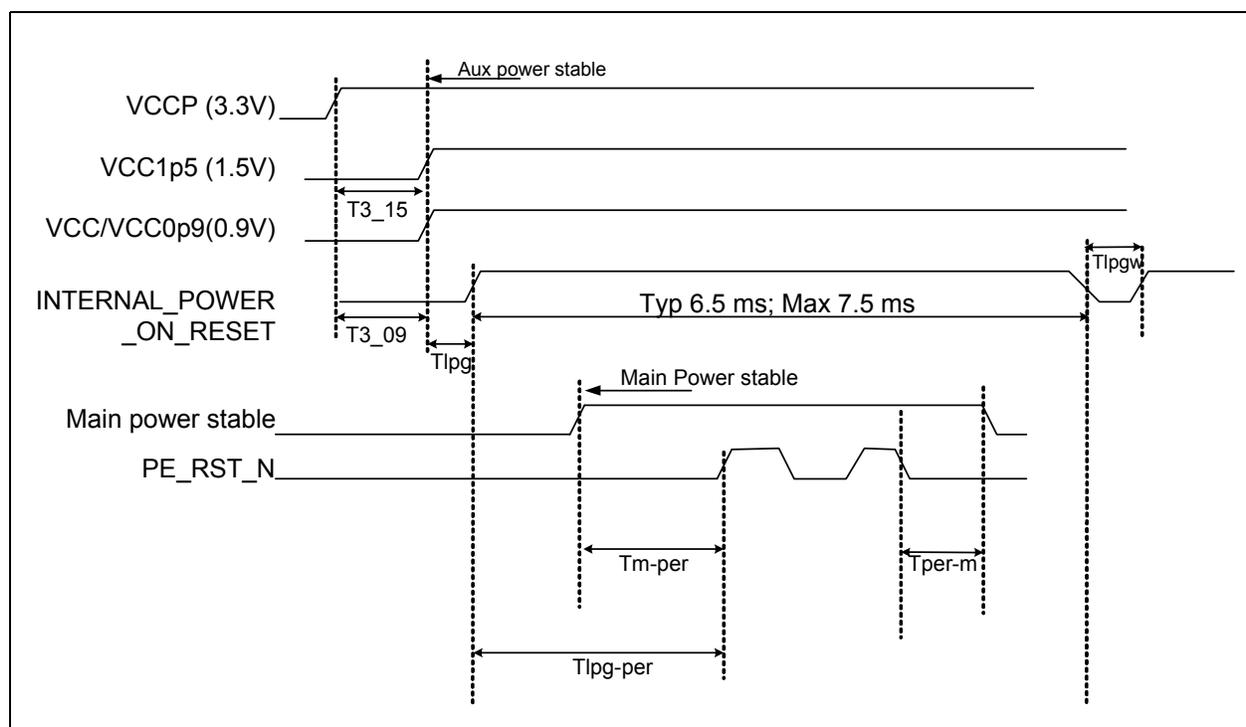 Aux power stable
VCCP (3.3V)
VCC1p5 (1.5V)
T3_15
VCC/VCC0p9(0.9V)
Tlpgw
INTERNAL_POWER
_ON_RESET
Typ 6.5 ms; Max 7.5 ms
T3_09
Tlpg
Main Power stable
Main power stable
PE_RST_N
Tm-per
Tper-m
Tlpg-per